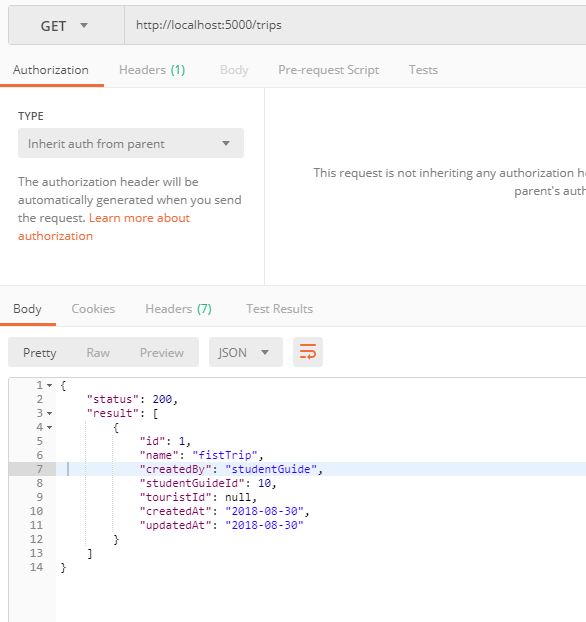 GET http://localhost:5000/trips
Authorization Headers (1) Body Pre-request Script Tests
TYPE
Inherit auth from parent
The authorization header will be
automatically generated when you send
the request. Learn more about
authorization
This request is not inheriting any authorization
parent's
Body Cookies Headers (7) Test Results
Pretty Raw Preview JSON
1 {
2 "status": 200,
3 "result": [
4 {
5 "id": 1,
6 "name": "fistTrip",
7 "createdBy": "studentGuide",
8 "studentGuideId": 10,
9 "touristId": null,
10 "createdAt": "2018-08-30",
11 "updatedAt": "2018-08-30"
12 }
13 ]
14 }